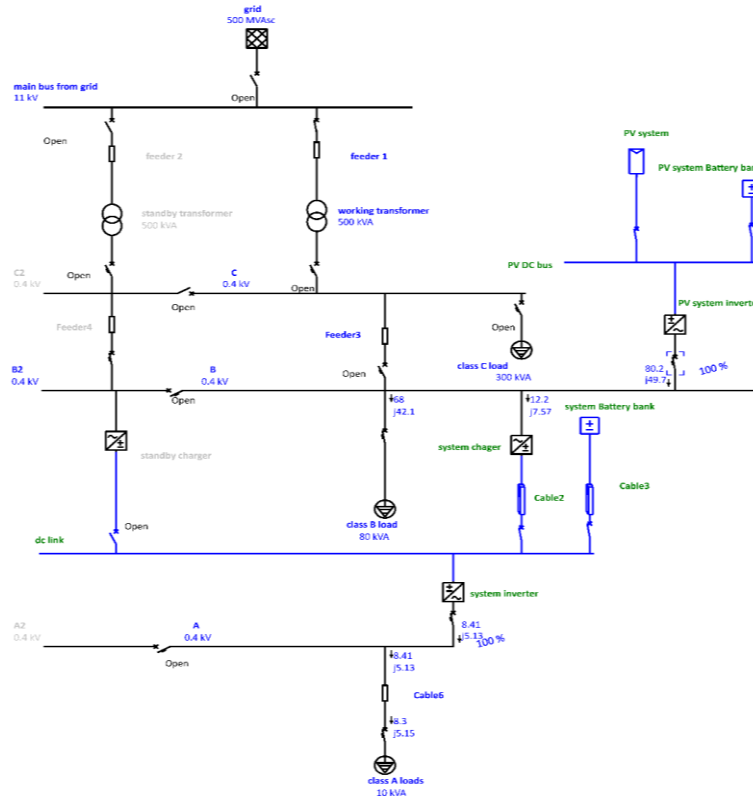 grid
500 MVAsc
main bus from grid
11 kV
Open
Open
feeder 2
feeder 1
PV system
PV system Battery bank
standby transformer
500 kVA
working transformer
500 kVA
C2
0.4 kV
Open
C
0.4 kV
Open
Open
PV DC bus
Feeder4
Feeder3
Open
PV system inverter
class C load
300 kVA
B2
0.4 kV
B
0.4 kV
Open
Open
80.2
j49.7
100 %
68
j42.1
12.2
j7.57
system Battery bank
standby charger
system chager
Cable2
Cable3
class B load
80 kVA
dc link
Open
system inverter
A2
0.4 kV
A
0.4 kV
Open
8.41
j5.13
100 %
8.41
j5.13
Cable6
8.3
j5.15
class A loads
10 kVA